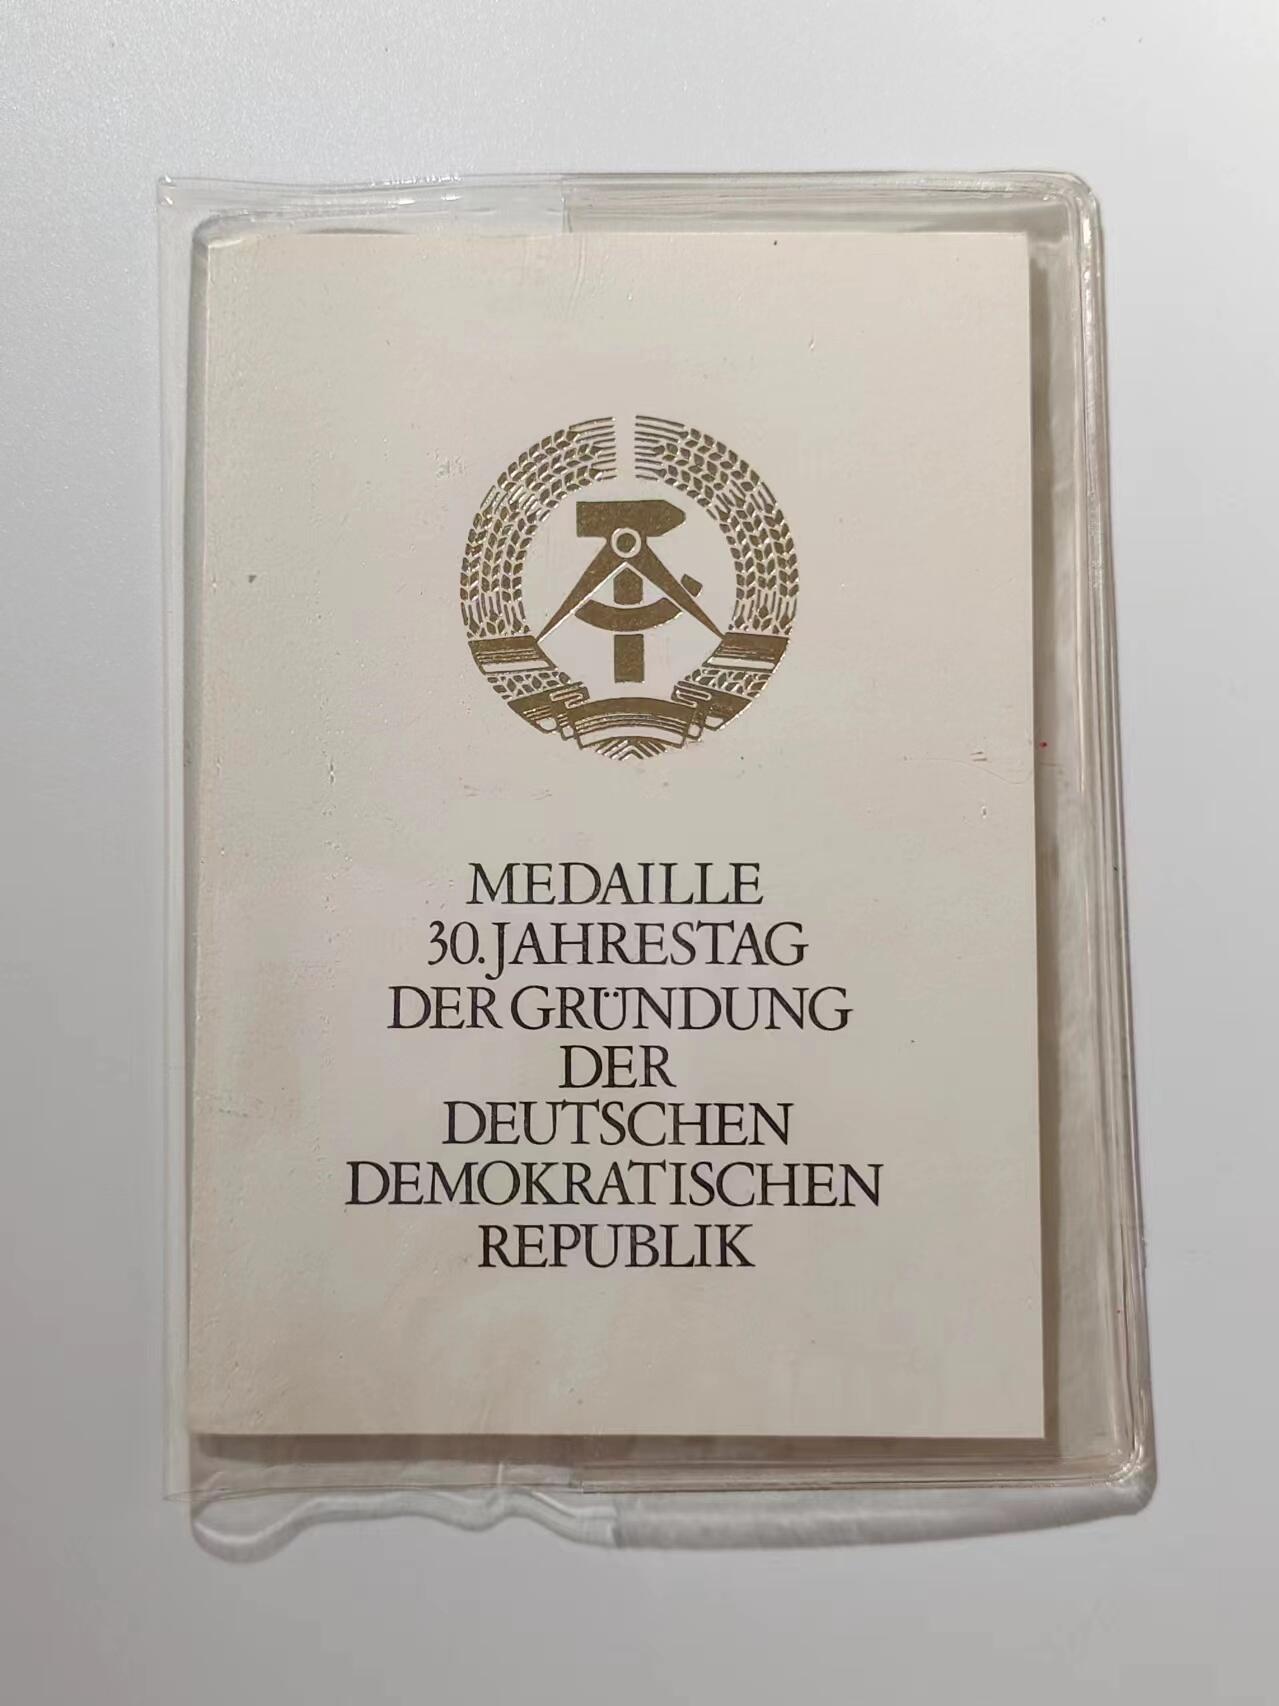 MEDAILLE
30. JAHRESTAG
DER GRÜNDUNG
DER
DEUTSCHEN
DEMOKRATISCHEN
REPUBLIK